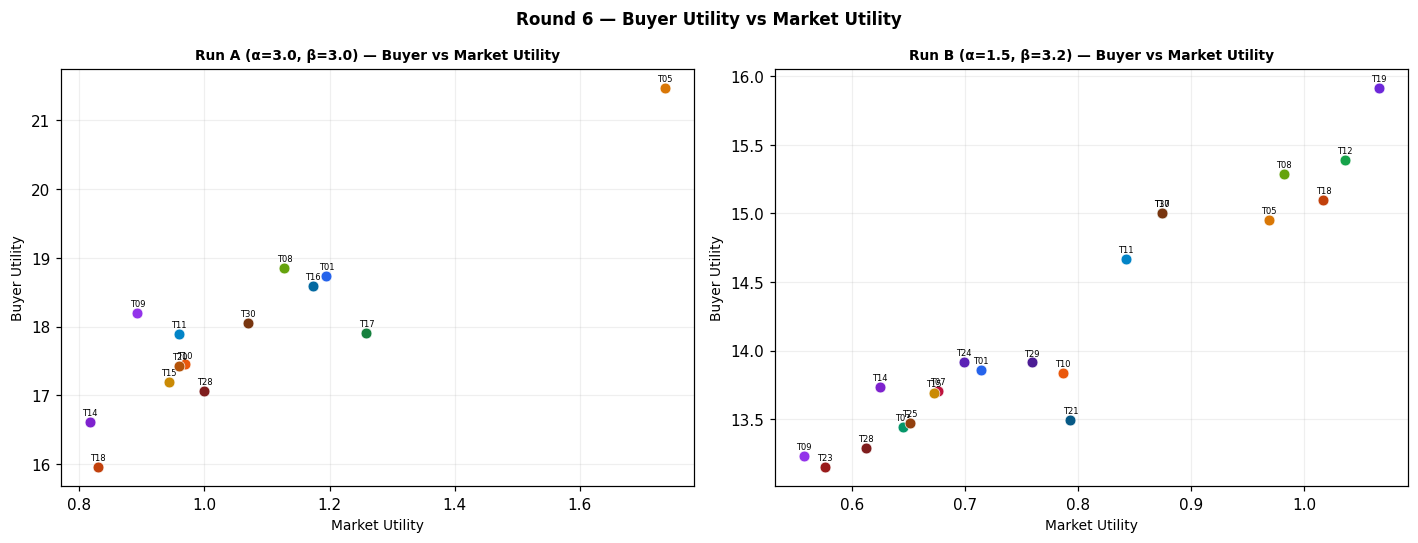 Round 6 — Buyer Utility vs Market Utility
Run A (α=3.0, β=3.0) — Buyer vs Market Utility
Buyer Utility
21
20
19
18
17
16
T05
T08
T01
T16
T09
T30
T11
T17
T10
T15
T28
T14
T18
0.8
1.0
1.2
1.4
1.6
Market Utility
Run B (α=1.5, β=3.2) — Buyer vs Market Utility
Buyer Utility
16.0
15.5
15.0
14.5
14.0
13.5
T19
T12
T08
T18
T05
T11
T24
T01
T29
T10
T14
T07
T25
T21
T28
T09
T23
0.6
0.7
0.8
0.9
1.0
Market Utility